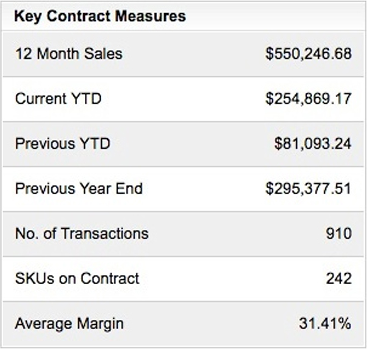 Key Contract Measures
12 Month Sales $550,246.68
Current YTD $254,869.17
Previous YTD $81,093.24
Previous Year End $295,377.51
No. of Transactions 910
SKUs on Contract 242
Average Margin 31.41%